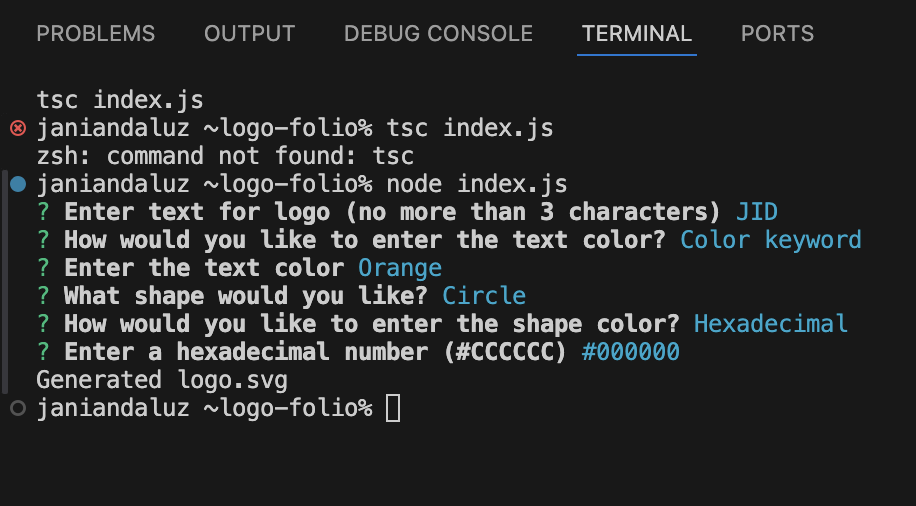 PROBLEMS OUTPUT DEBUG CONSOLE TERMINAL PORTS
tsc index.js
janiandaluz ~logo-folio% tsc index.js
zsh: command not found: tsc
janiandaluz ~logo-folio% node index.js
? Enter text for logo (no more than 3 characters) JID
? How would you like to enter the text color? Color keyword
? Enter the text color Orange
? What shape would you like? Circle
? How would you like to enter the shape color? Hexadecimal
? Enter a hexadecimal number (#CCCCCC) #000000
Generated logo.svg
janiandaluz ~logo-folio%